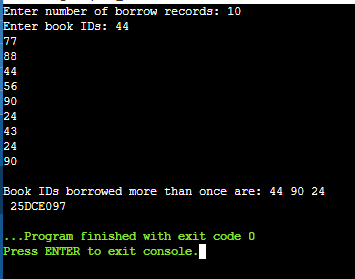 Enter number of borrow records: 10
Enter book IDs: 44
77
88
44
56
90
24
43
24
90
Book IDs borrowed more than once are: 44 90 24
25DCE097
...Program finished with exit code 0
Press ENTER to exit console.